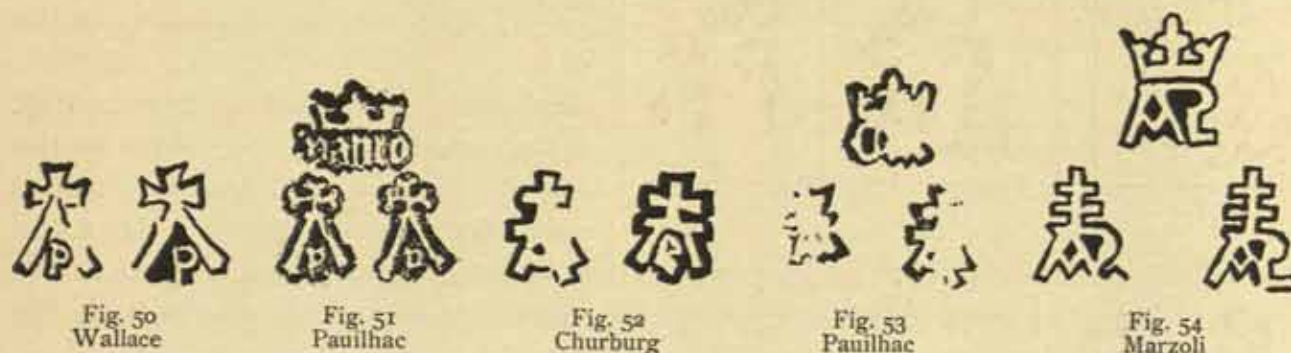 Fig. 50
Wallace
Fig. 51
Pauilhac
Fig. 52
Churburg
Fig. 53
Pauilhac
Fig. 54
Marzoli